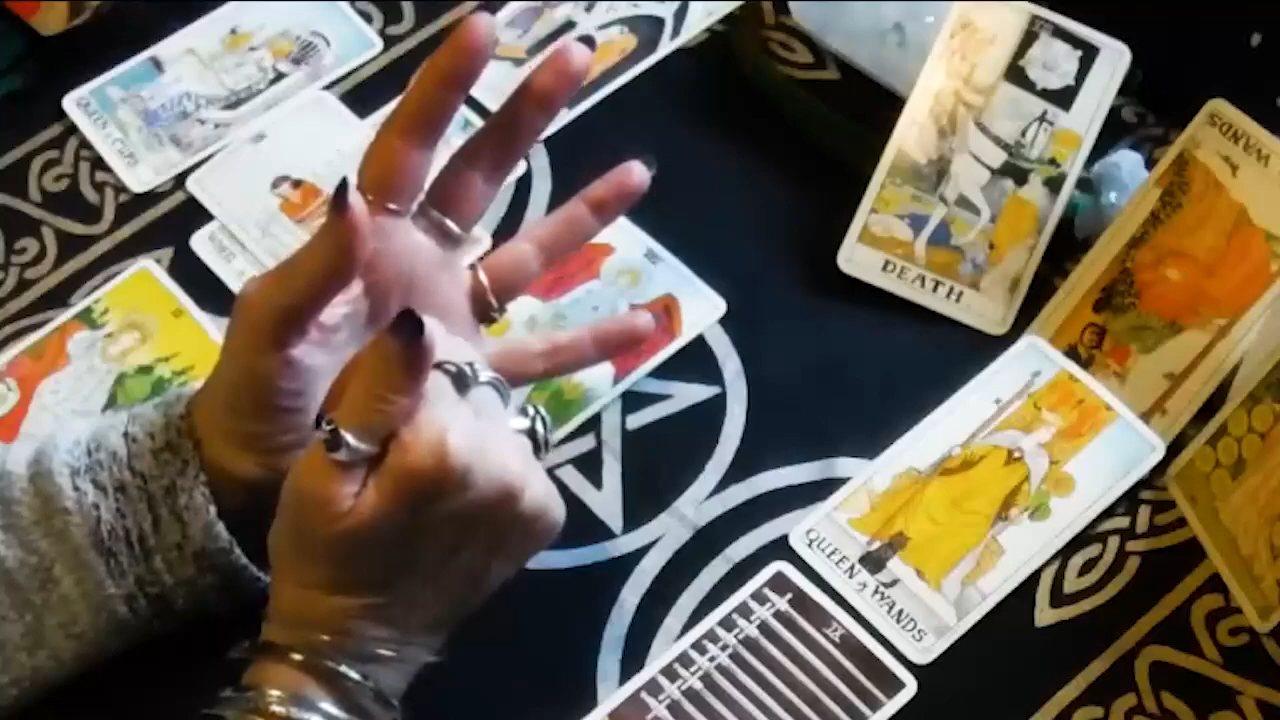 QUEEN of CUPS
DEATH
WANDS
QUEEN of WANDS
IX